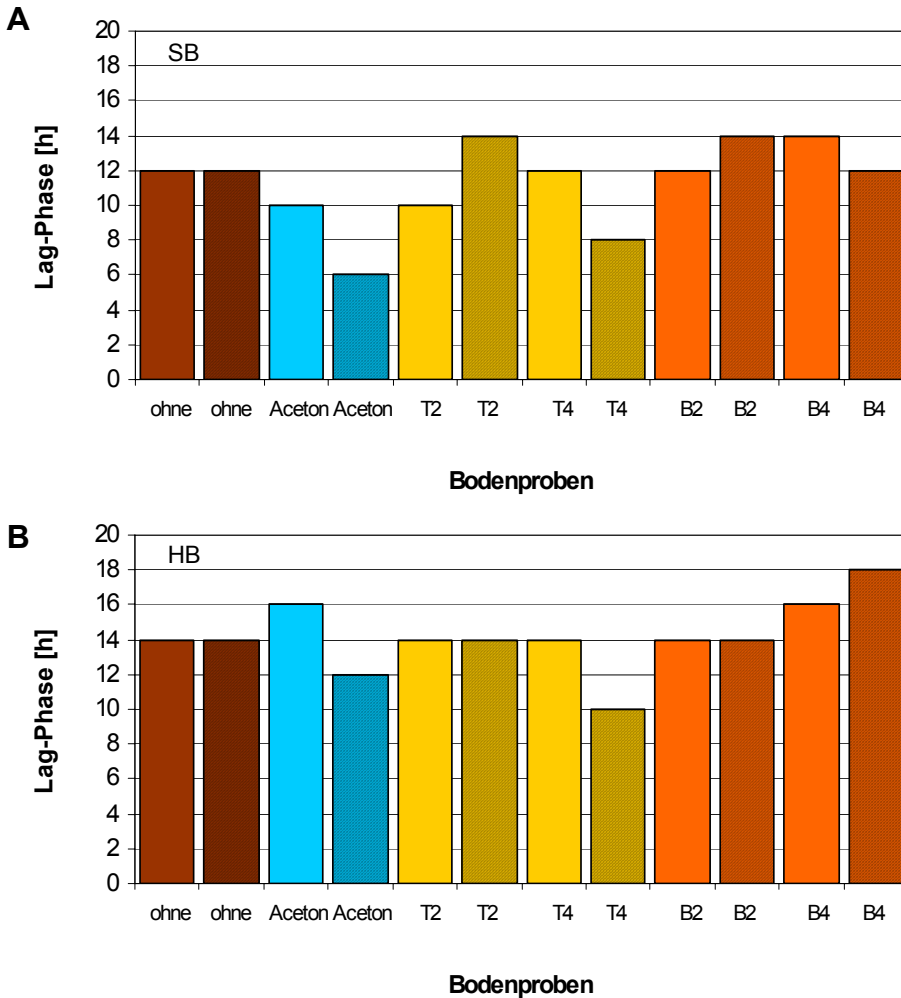 A
SB
Lag-Phase [h]
20
18
16
14
12
10
8
6
4
2
0
ohne ohne Aceton Aceton T2 T2 T4 T4 B2 B2 B4 B4
Bodenproben
B
HB
Lag-Phase [h]
20
18
16
14
12
10
8
6
4
2
0
ohne ohne Aceton Aceton T2 T2 T4 T4 B2 B2 B4 B4
Bodenproben